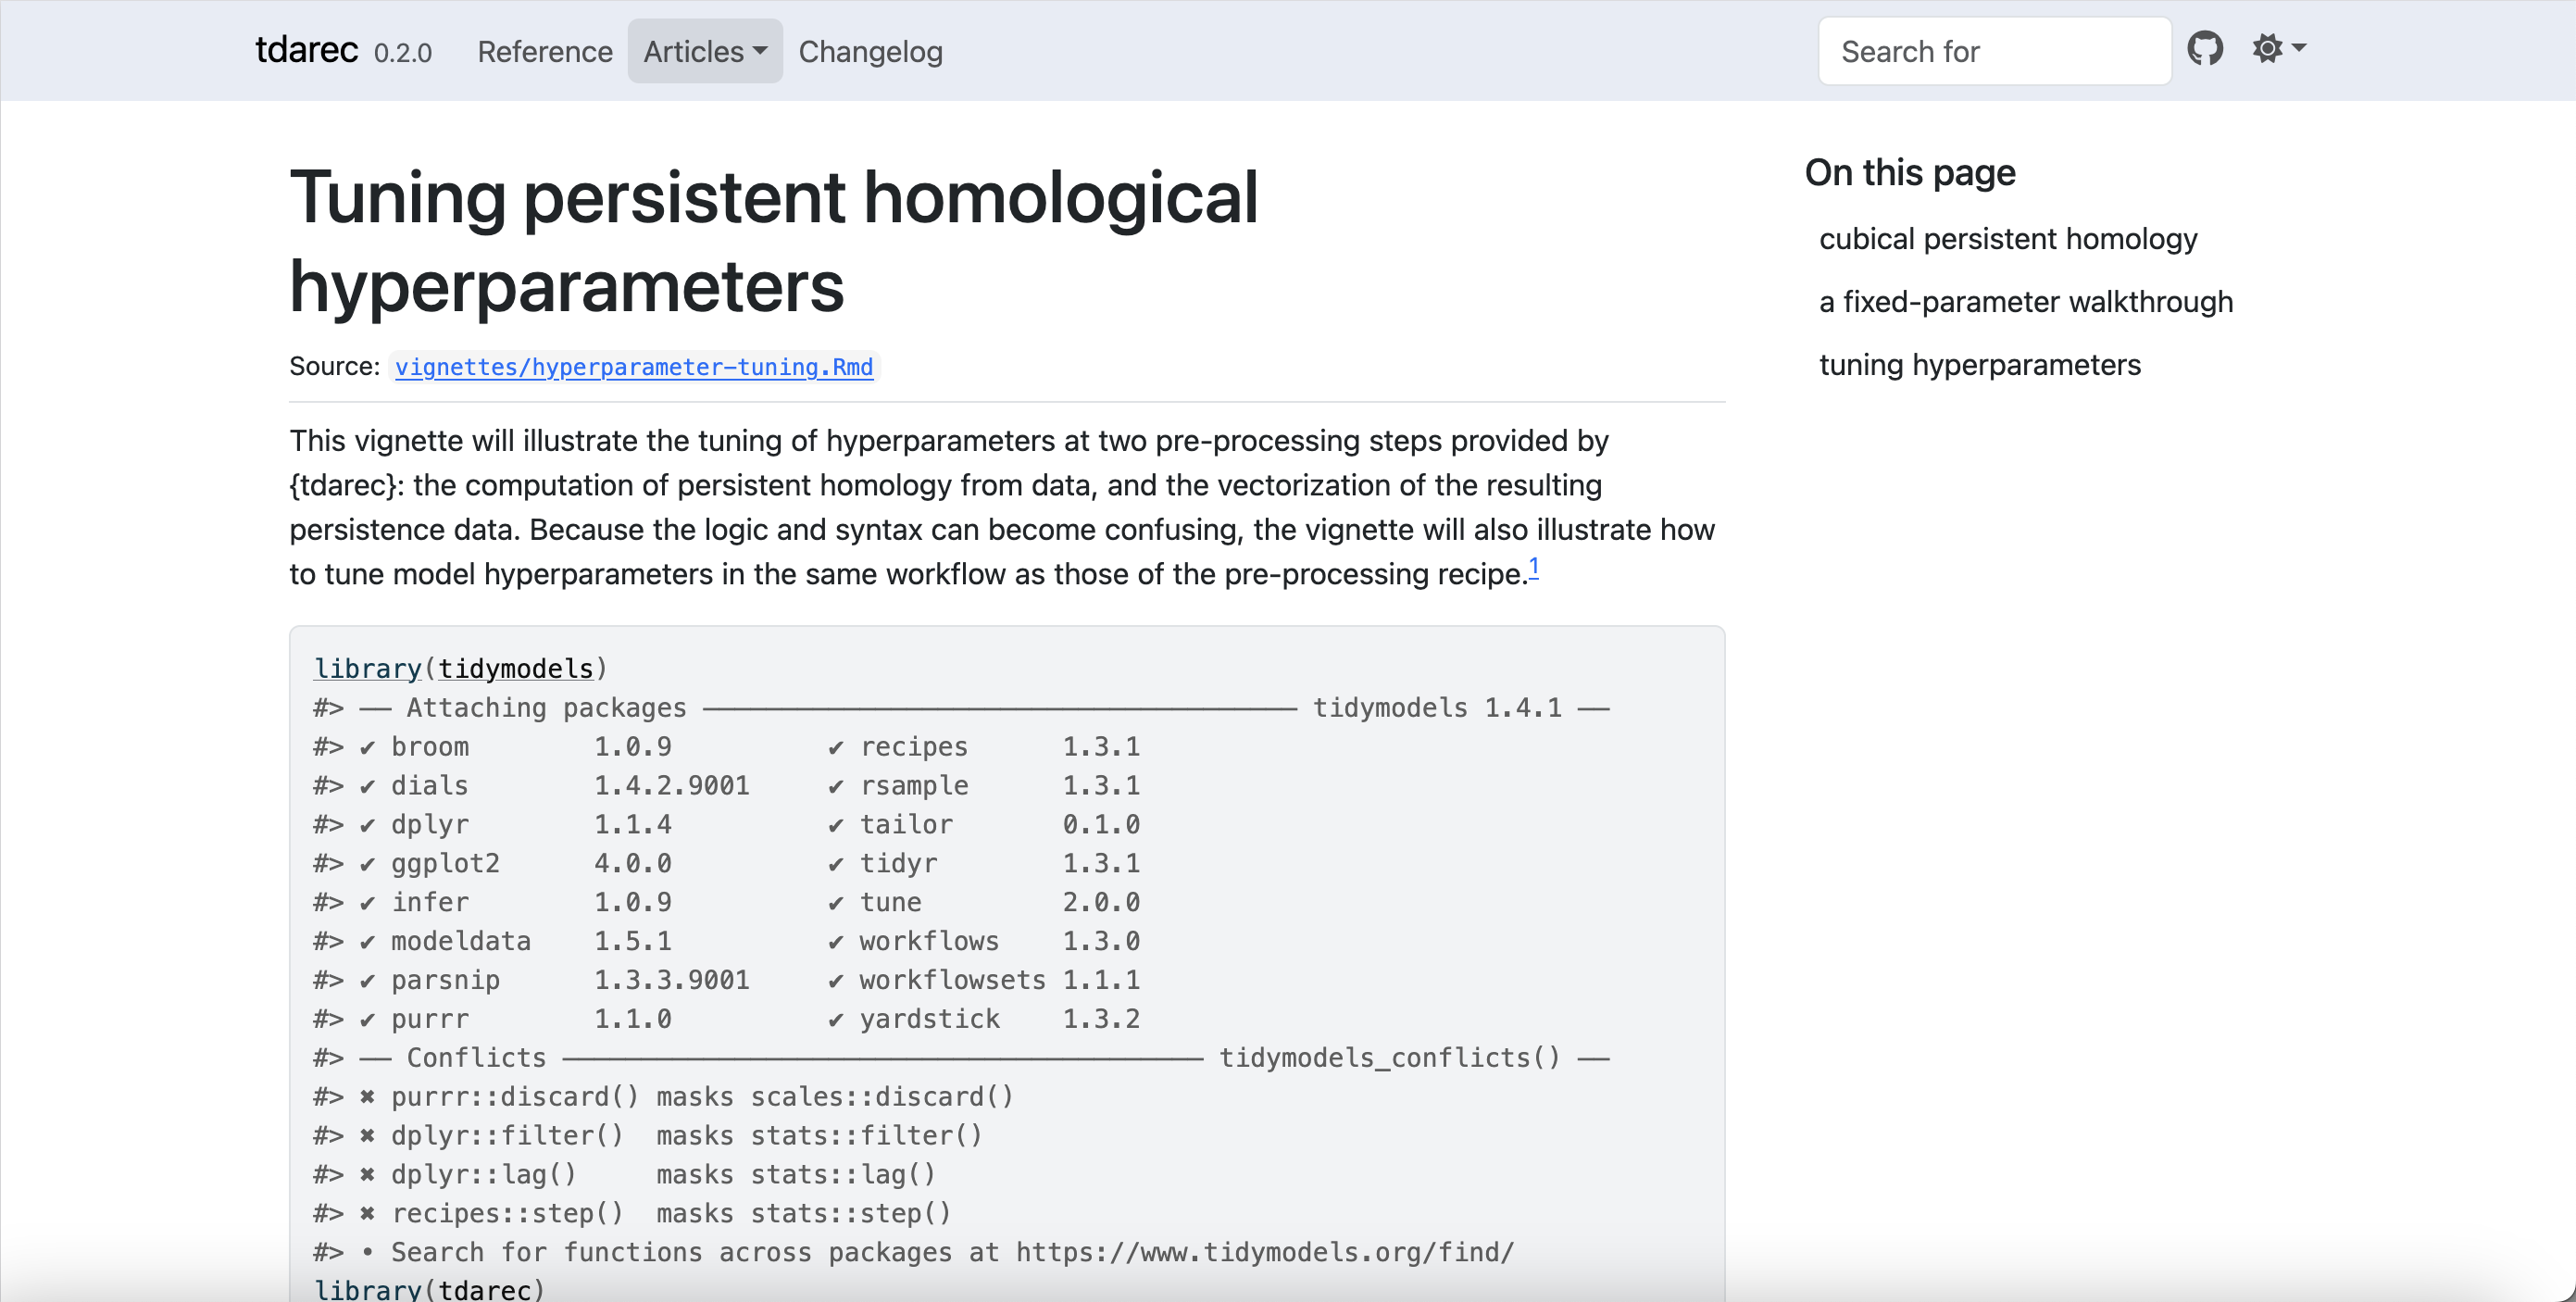 tdarec 0.2.0 Reference Articles Changelog Search for
Tuning persistent homological
hyperparameters
Source: vignettes/hyperparameter-tuning.Rmd
This vignette will illustrate the tuning of hyperparameters at two pre-processing steps provided by
{tdarec}: the computation of persistent homology from data, and the vectorization of the resulting
persistence data. Because the logic and syntax can become confusing, the vignette will also illustrate how
to tune model hyperparameters in the same workflow as those of the pre-processing recipe.1
library(tidymodels)
#> ── Attaching packages ────────────────────────────────────── tidymodels 1.4.1 ──
#> ✔ broom        1.0.9          ✔ recipes      1.3.1
#> ✔ dials        1.4.2.9001     ✔ rsample      1.3.1
#> ✔ dplyr        1.1.4          ✔ tailor       0.1.0
#> ✔ ggplot2      4.0.0          ✔ tidyr        1.3.1
#> ✔ infer        1.0.9          ✔ tune         2.0.0
#> ✔ modeldata    1.5.1          ✔ workflows    1.3.0
#> ✔ parsnip      1.3.3.9001     ✔ workflowsets 1.1.1
#> ✔ purrr        1.1.0          ✔ yardstick    1.3.2
#> ── Conflicts ───────────────────────────────────────── tidymodels_conflicts() ──
#> ✖ purrr::discard() masks scales::discard()
#> ✖ dplyr::filter()  masks stats::filter()
#> ✖ dplyr::lag()     masks stats::lag()
#> ✖ recipes::step()  masks stats::step()
#> • Search for functions across packages at https://www.tidymodels.org/find/
library(tdarec)
On this page
cubical persistent homology
a fixed-parameter walkthrough
tuning hyperparameters